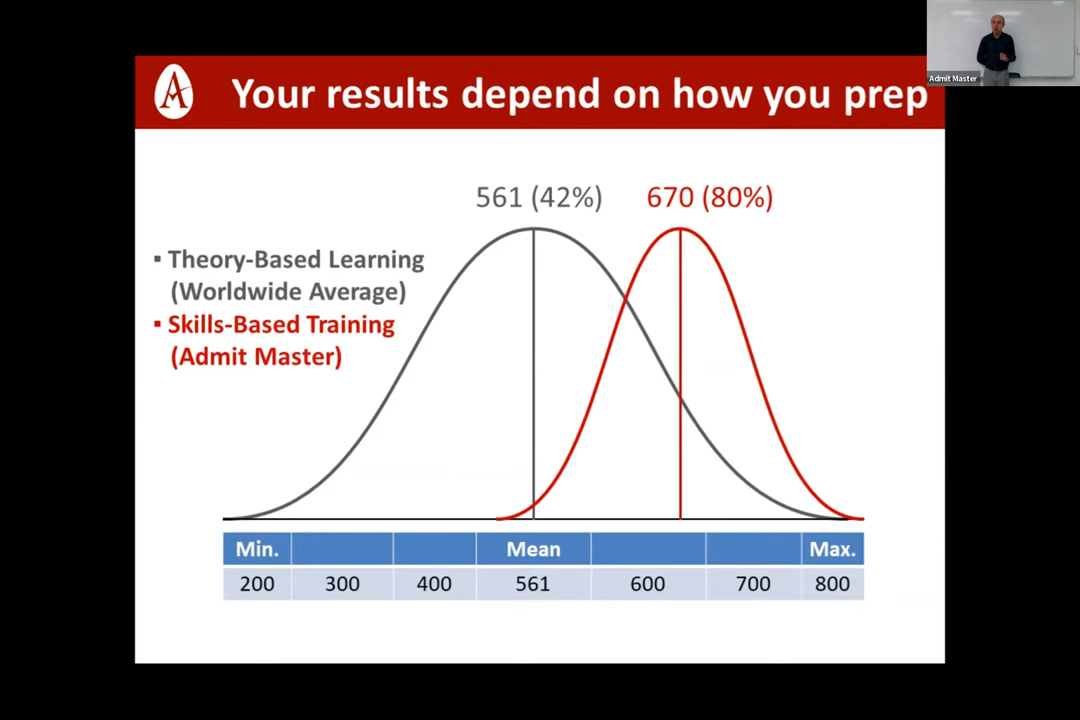 Admit Master
Your results depend on how you prep
561 (42%) 670 (80%)
▪ Theory-Based Learning
(Worldwide Average)
▪ Skills-Based Training
(Admit Master)
Min. Mean Max.
200 300 400 561 600 700 800